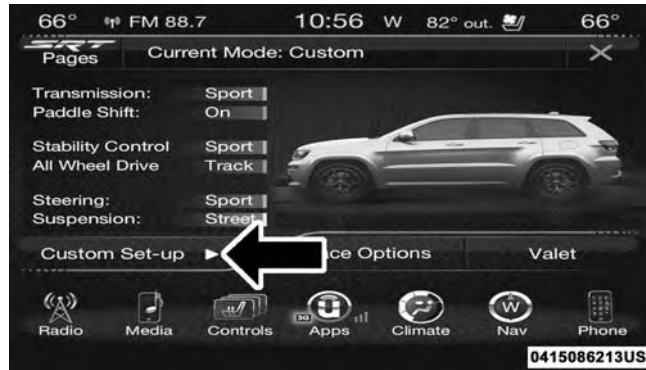 66° FM 88.7 10:56 W 82° out. 66°
SRT
Pages Current Mode: Custom
Transmission: Sport
Paddle Shift: On
Stability Control Sport
All Wheel Drive Track
Steering: Sport
Suspension: Street
Custom Set-up ace Options Valet
W
3G
Radio Media Controls Apps Climate Nav Phone
0415086213US